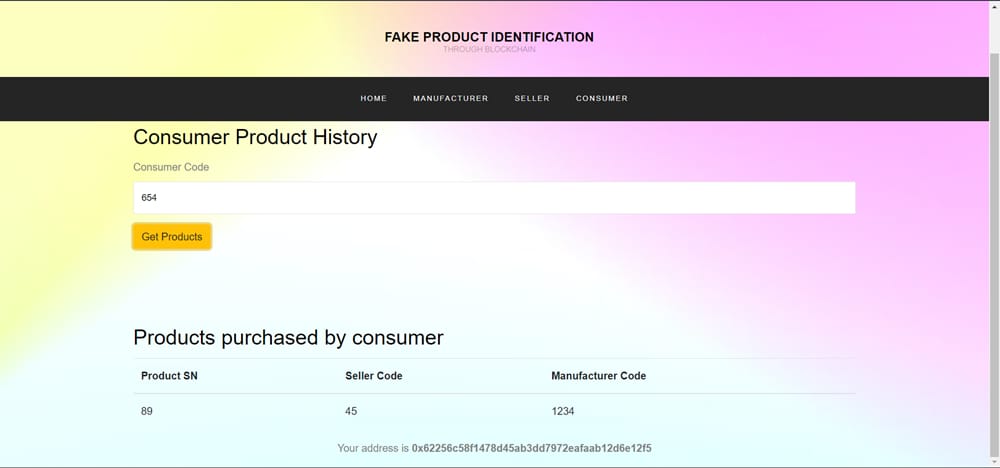 FAKE PRODUCT IDENTIFICATION
THROUGH BLOCKCHAIN
HOME MANUFACTURER SELLER CONSUMER
Consumer Product History
Consumer Code
654
Get Products
Products purchased by consumer
Product SN Seller Code Manufacturer Code
89 45 1234
Your address is 0x62256c58f1478d45ab3dd7972eafaab12d6e12f5